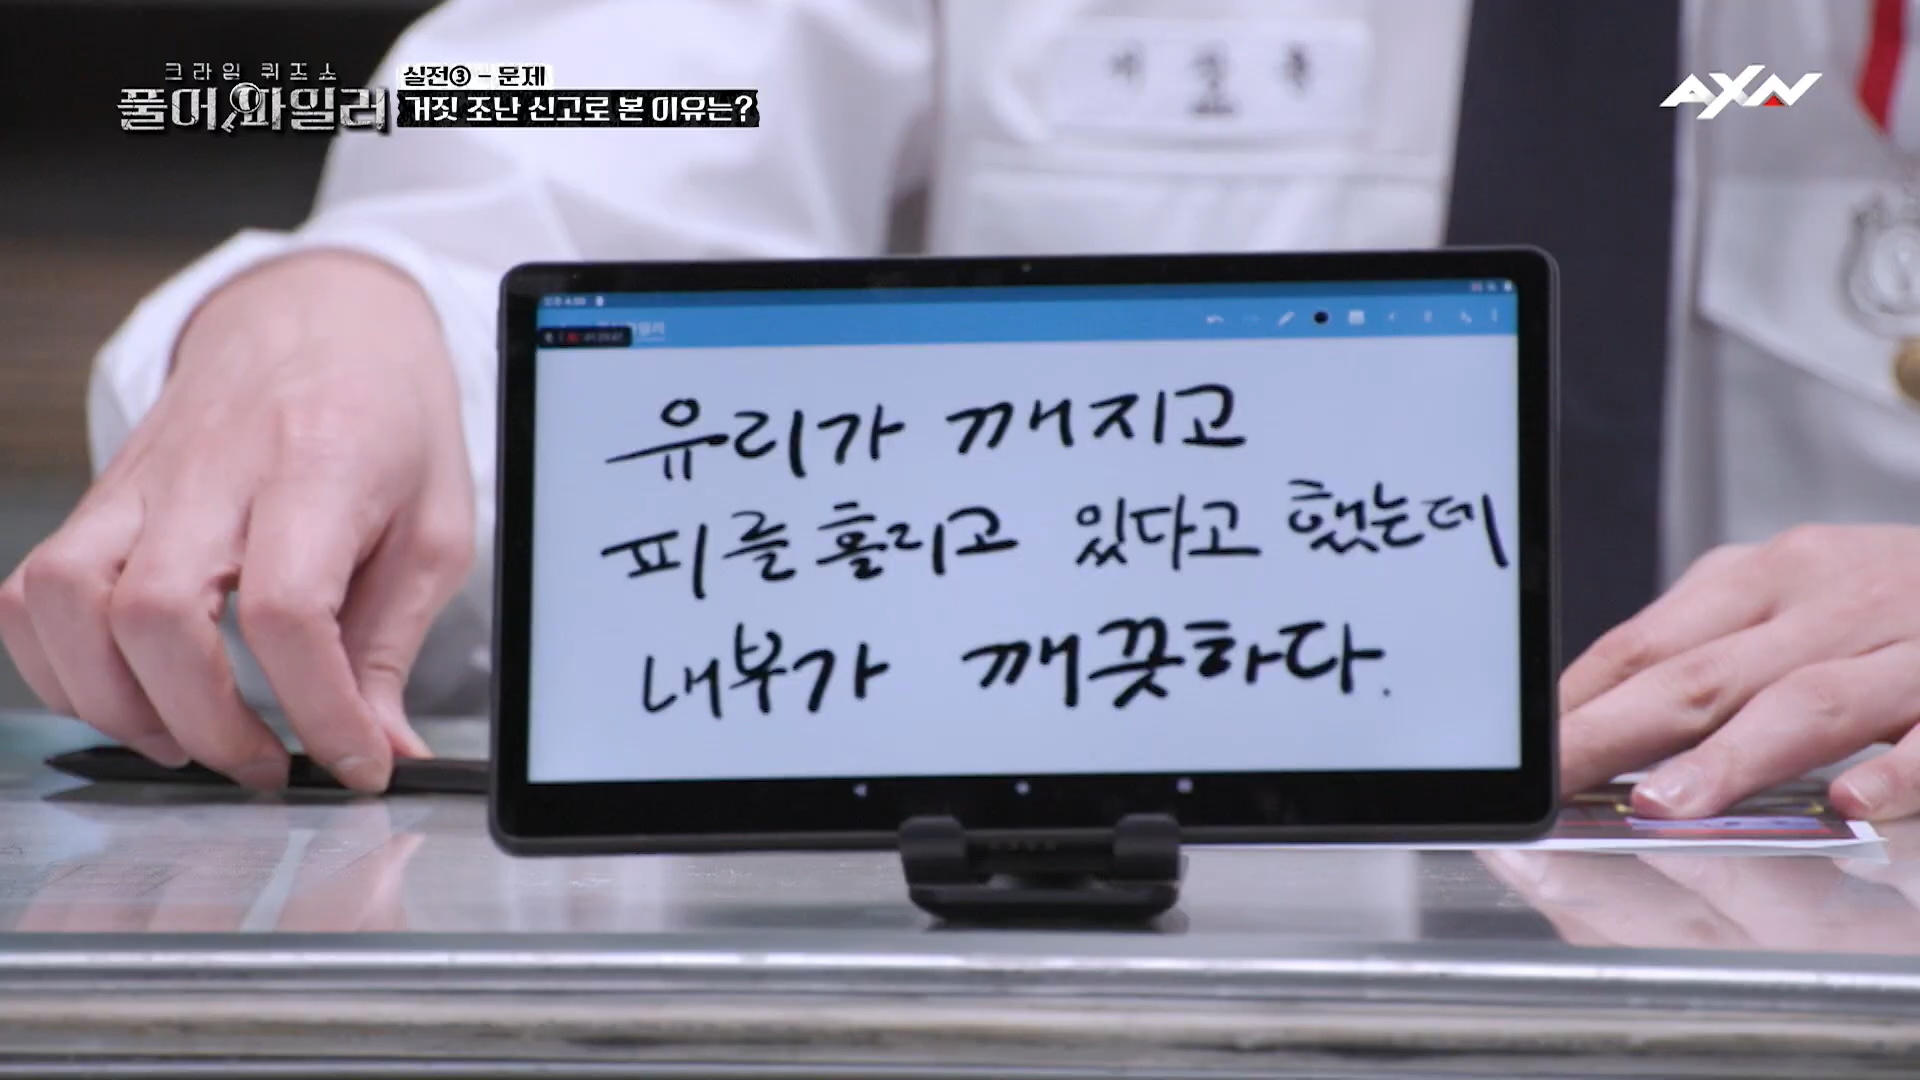 크라임 퀴즈쇼
풀어파일러
실전③ - 문제
거짓 조난 신고로 본 이유는?
AXN
유리가 깨지고
피를 흘리고 있다고 했는데
내부가 깨끗하다.